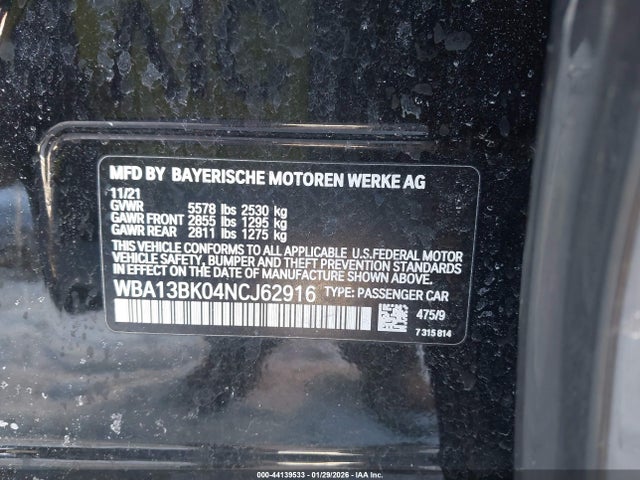 MFD BY BAYERISCHE MOTOREN WERKE AG
11/21
GVWR 5578 lbs 2530 kg
GAWR FRONT 2855 lbs 1295 kg
GAWR REAR 2811 lbs 1275 kg
THIS VEHICLE CONFORMS TO ALL APPLICABLE U.S.FEDERAL MOTOR
VEHICLE SAFETY, BUMPER AND THEFT PREVENTION STANDARDS IN
EFFECT ON THE DATE OF MANUFACTURE SHOWN ABOVE.
WBA13BK04NCJ62916 TYPE: PASSENGER CAR
475/9
7 315 814
000-44139533 01/29/2026 - IAA Inc.